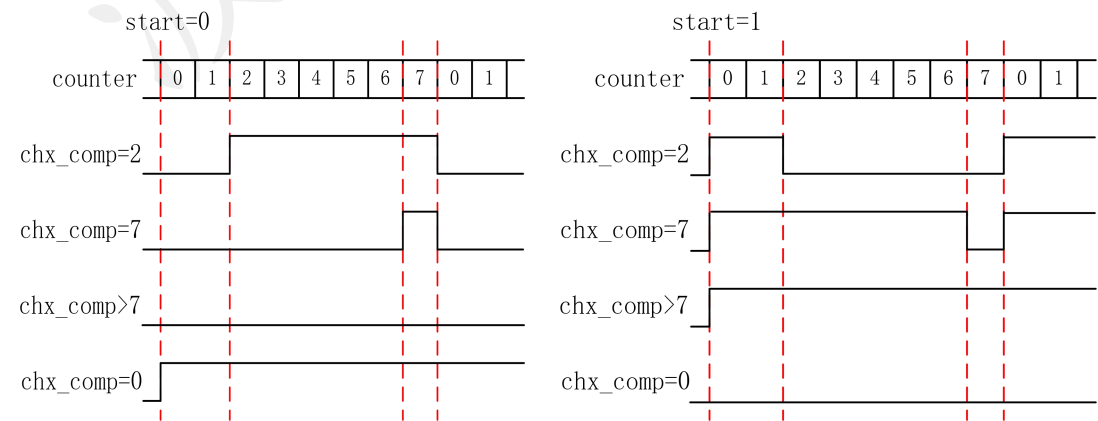 start=0
counter 0 1 2 3 4 5 6 7 0 1
chx_comp=2
chx_comp=7
chx_comp>7
chx_comp=0
start=1
counter 0 1 2 3 4 5 6 7 0 1
chx_comp=2
chx_comp=7
chx_comp>7
chx_comp=0